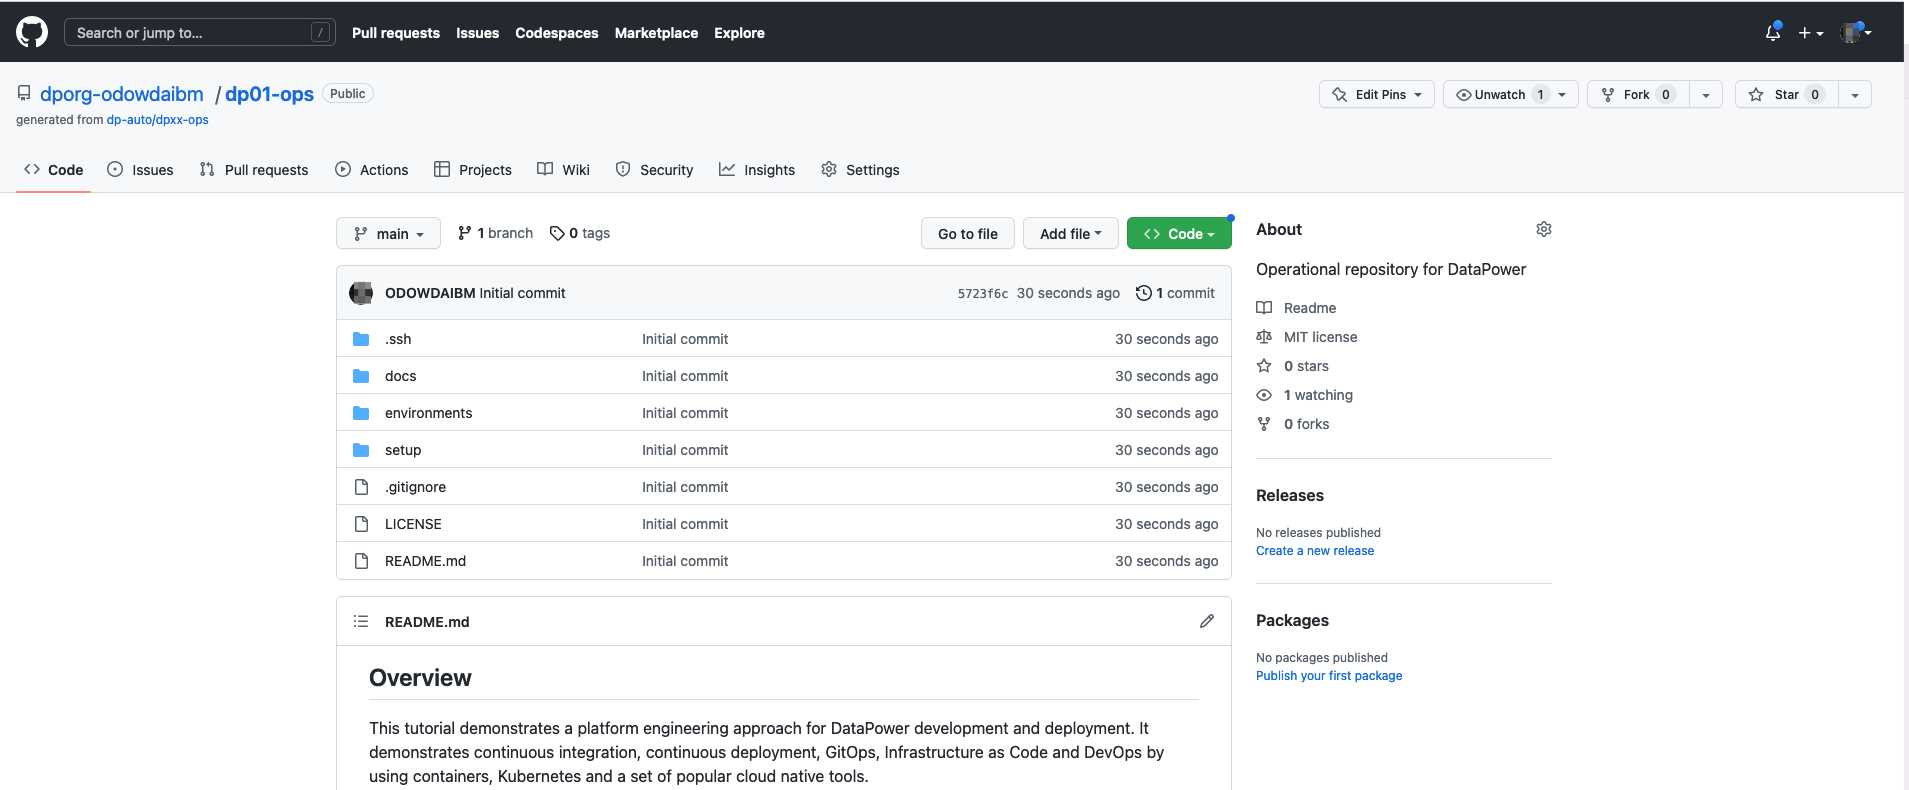 Search or jump to... / Pull requests Issues Codespaces Marketplace Explore
dporg-odowdaibm / dp01-ops Public Edit Pins Unwatch 1 Fork 0 Star 0
generated from dp-auto/dpxx-ops
Code Issues Pull requests Actions Projects Wiki Security Insights Settings
main 1 branch 0 tags Go to file Add file Code
ODOWDAIBM Initial commit 5723f6c 30 seconds ago 1 commit
.ssh Initial commit 30 seconds ago
docs Initial commit 30 seconds ago
environments Initial commit 30 seconds ago
setup Initial commit 30 seconds ago
.gitignore Initial commit 30 seconds ago
LICENSE Initial commit 30 seconds ago
README.md Initial commit 30 seconds ago
README.md
Overview
This tutorial demonstrates a platform engineering approach for DataPower development and deployment. It
demonstrates continuous integration, continuous deployment, GitOps, Infrastructure as Code and DevOps by
using containers, Kubernetes and a set of popular cloud native tools.
About
Operational repository for DataPower
Readme
MIT license
0 stars
1 watching
0 forks
Releases
No releases published
Create a new release
Packages
No packages published
Publish your first package